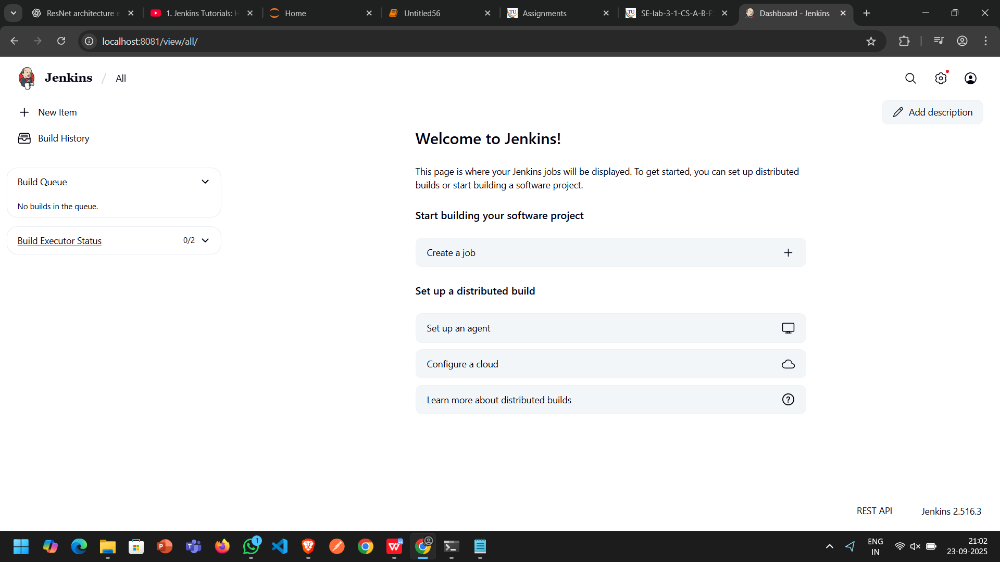 ResNet architecture e
1. Jenkins Tutorials: H
Home
Untitled56
Assignments
SE-lab-3-1-CS-A-B-F
Dashboard - Jenkins
localhost:8081/view/all/
Jenkins / All
New Item
Add description
Build History
Welcome to Jenkins!
This page is where your Jenkins jobs will be displayed. To get started, you can set up distributed
builds or start building a software project.
Build Queue
No builds in the queue.
Start building your software project
Build Executor Status 0/2
Create a job
Set up a distributed build
Set up an agent
Configure a cloud
Learn more about distributed builds
REST API
Jenkins 2.516.3
1
ENG
IN
21:02
23-09-2025